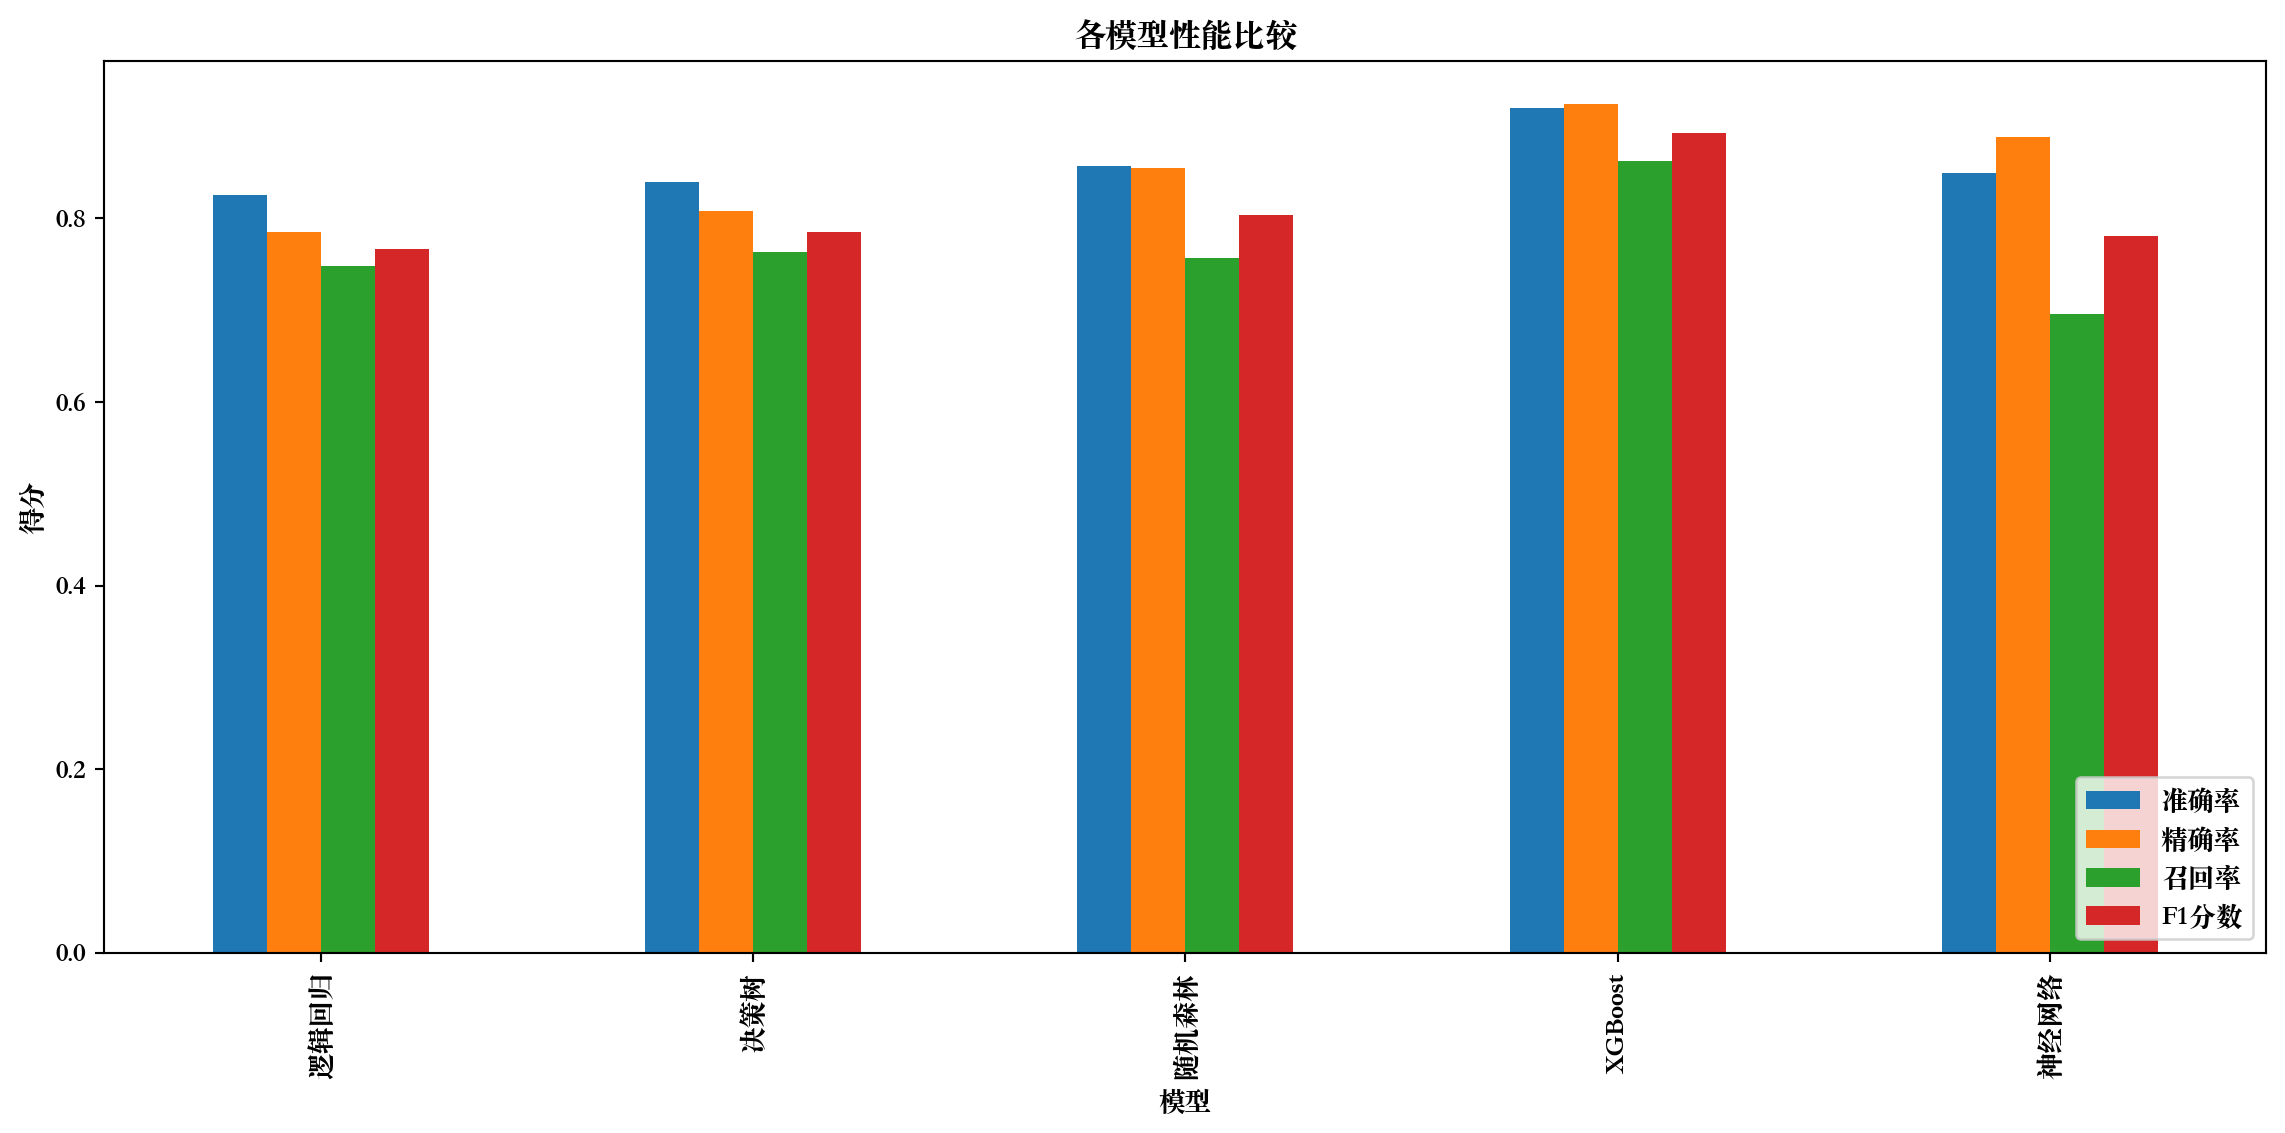 各模型性能比较
得分
0.8
0.6
0.4
0.2
0.0
逻辑回归
决策树
随机森林
XGBoost
神经网络
模型
准确率
精确率
召回率
F1分数